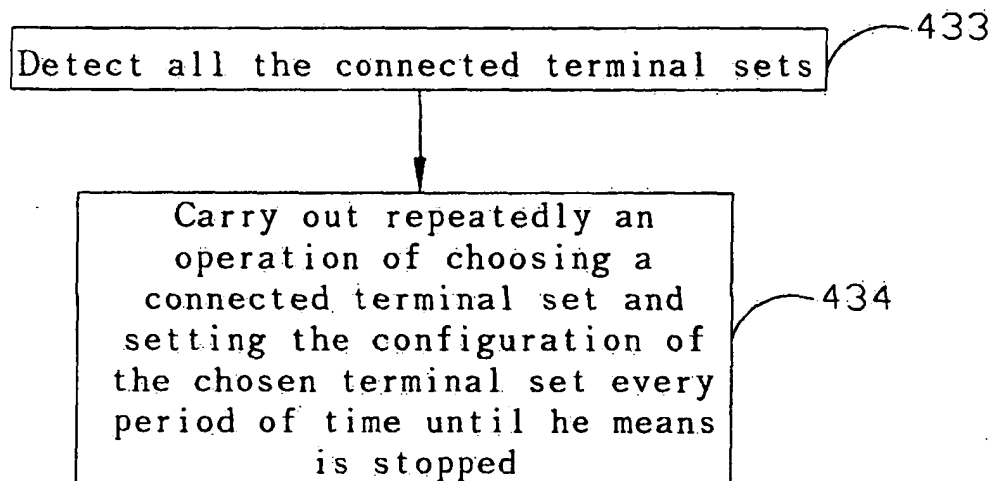 433
Detect all the connected terminal sets
Carry out repeatedly an
operation of choosing a
connected terminal set and
setting the configuration of
the chosen terminal set every
period of time until he means
is stopped
434